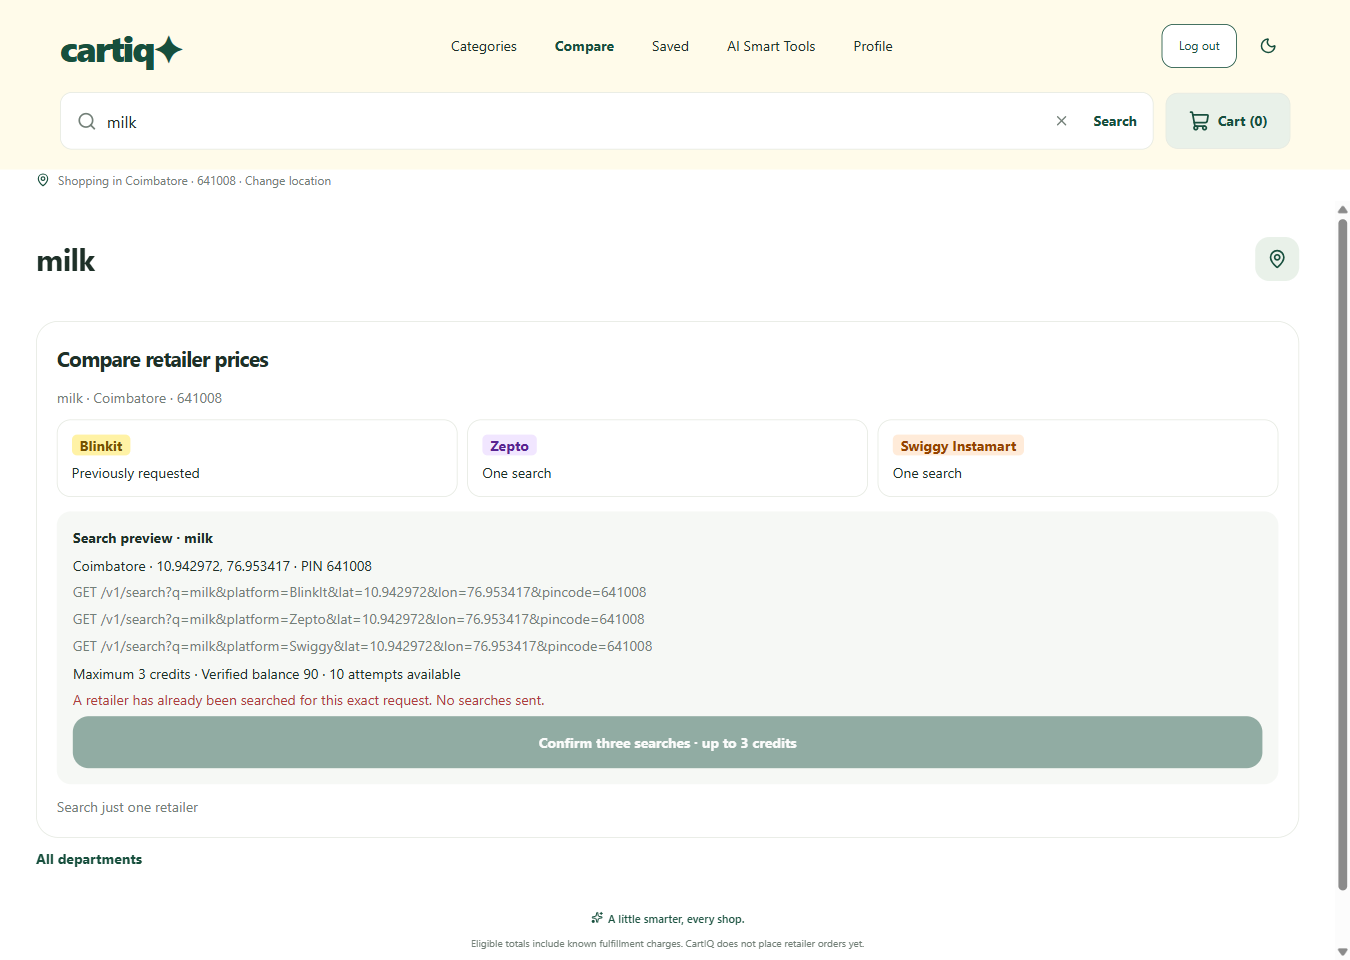 cartiq
Categories
Compare
Saved
AI Smart Tools
Profile
Log out
milk
Search
Cart (0)
Shopping in Coimbatore · 641008 · Change location
milk
Compare retailer prices
milk · Coimbatore · 641008
Blinkit
Previously requested
Zepto
One search
Swiggy Instamart
One search
Search preview · milk
Coimbatore · 10.942972, 76.953417 · PIN 641008
GET /v1/search?q=milk&platform=BlinkIt&lat=10.942972&lon=76.953417&pincode=641008
GET /v1/search?q=milk&platform=Zepto&lat=10.942972&lon=76.953417&pincode=641008
GET /v1/search?q=milk&platform=Swiggy&lat=10.942972&lon=76.953417&pincode=641008
Maximum 3 credits · Verified balance 90 · 10 attempts available
A retailer has already been searched for this exact request. No searches sent.
Confirm three searches · up to 3 credits
Search just one retailer
All departments
A little smarter, every shop.
Eligible totals include known fulfillment charges. CartIQ does not place retailer orders yet.